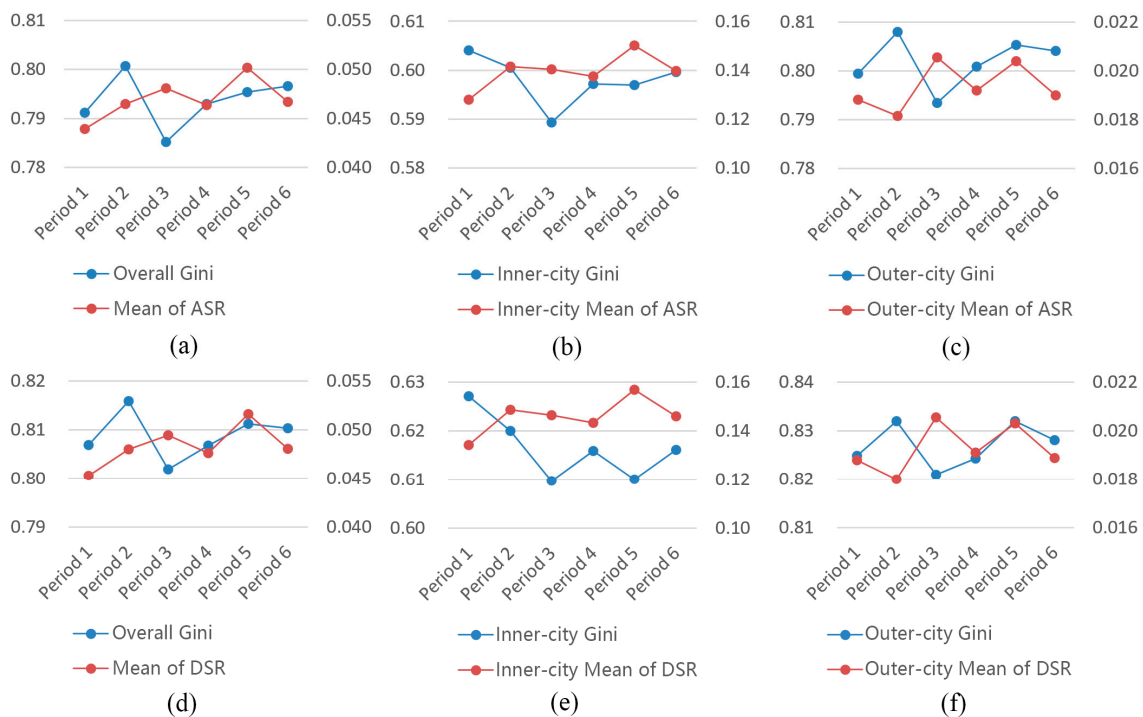 0.81
0.80
0.79
0.78
0.055
0.050
0.045
0.040
Period 1
Period 2
Period 3
Period 4
Period 5
Period 6
Overall Gini
Mean of ASR
(a)
0.61
0.60
0.59
0.58
0.16
0.14
0.12
0.10
Period 1
Period 2
Period 3
Period 4
Period 5
Period 6
Inner-city Gini
Inner-city Mean of ASR
(b)
0.81
0.80
0.79
0.78
0.022
0.020
0.018
0.016
Period 1
Period 2
Period 3
Period 4
Period 5
Period 6
Outer-city Gini
Outer-city Mean of ASR
(c)
0.82
0.81
0.80
0.79
0.055
0.050
0.045
0.040
Period 1
Period 2
Period 3
Period 4
Period 5
Period 6
Overall Gini
Mean of DSR
(d)
0.63
0.62
0.61
0.60
0.16
0.14
0.12
0.10
Period 1
Period 2
Period 3
Period 4
Period 5
Period 6
Inner-city Gini
Inner-city Mean of DSR
(e)
0.84
0.83
0.82
0.81
0.022
0.020
0.018
0.016
Period 1
Period 2
Period 3
Period 4
Period 5
Period 6
Outer-city Gini
Outer-city Mean of DSR
(f)